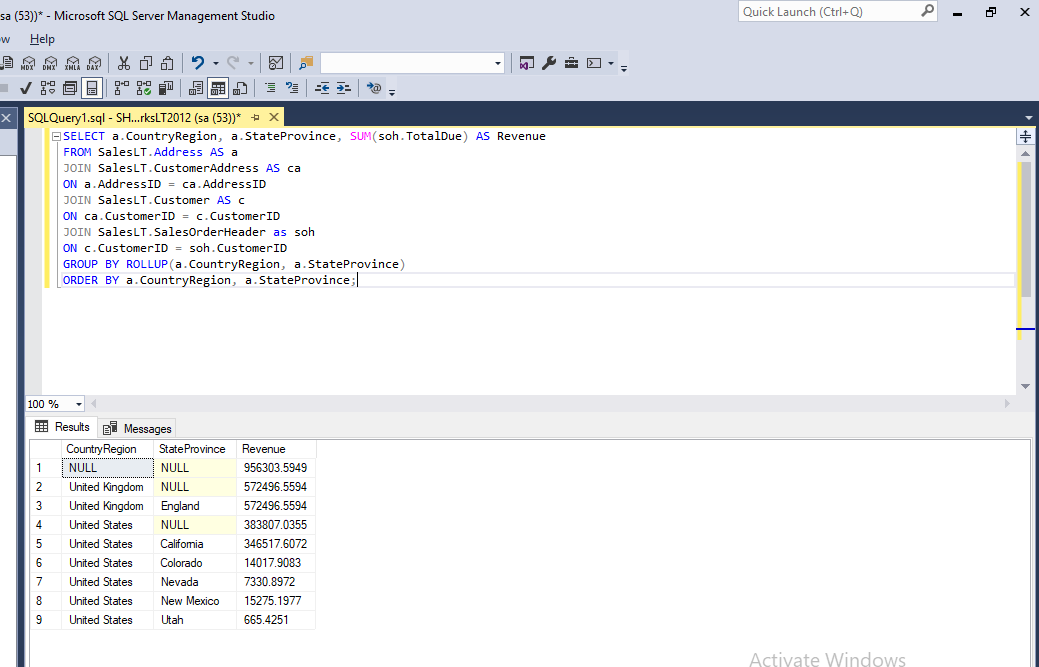 sa (53))* - Microsoft SQL Server Management Studio
Quick Launch (Ctrl+Q)
ow Help
MDX DMX XMLA DAX
SQLQuery1.sql - SH...rksLT2012 (sa (53))*
SELECT a.CountryRegion, a.StateProvince, SUM(soh.TotalDue) AS Revenue
FROM SalesLT.Address AS a
JOIN SalesLT.CustomerAddress AS ca
ON a.AddressID = ca.AddressID
JOIN SalesLT.Customer AS c
ON ca.CustomerID = c.CustomerID
JOIN SalesLT.SalesOrderHeader as soh
ON c.CustomerID = soh.CustomerID
GROUP BY ROLLUP(a.CountryRegion, a.StateProvince)
ORDER BY a.CountryRegion, a.StateProvince;
100 %
Results Messages
CountryRegion StateProvince Revenue
1 NULL NULL 956303.5949
2 United Kingdom NULL 572496.5594
3 United Kingdom England 572496.5594
4 United States NULL 383807.0355
5 United States California 346517.6072
6 United States Colorado 14017.9083
7 United States Nevada 7330.8972
8 United States New Mexico 15275.1977
9 United States Utah 665.4251
Activate Windows